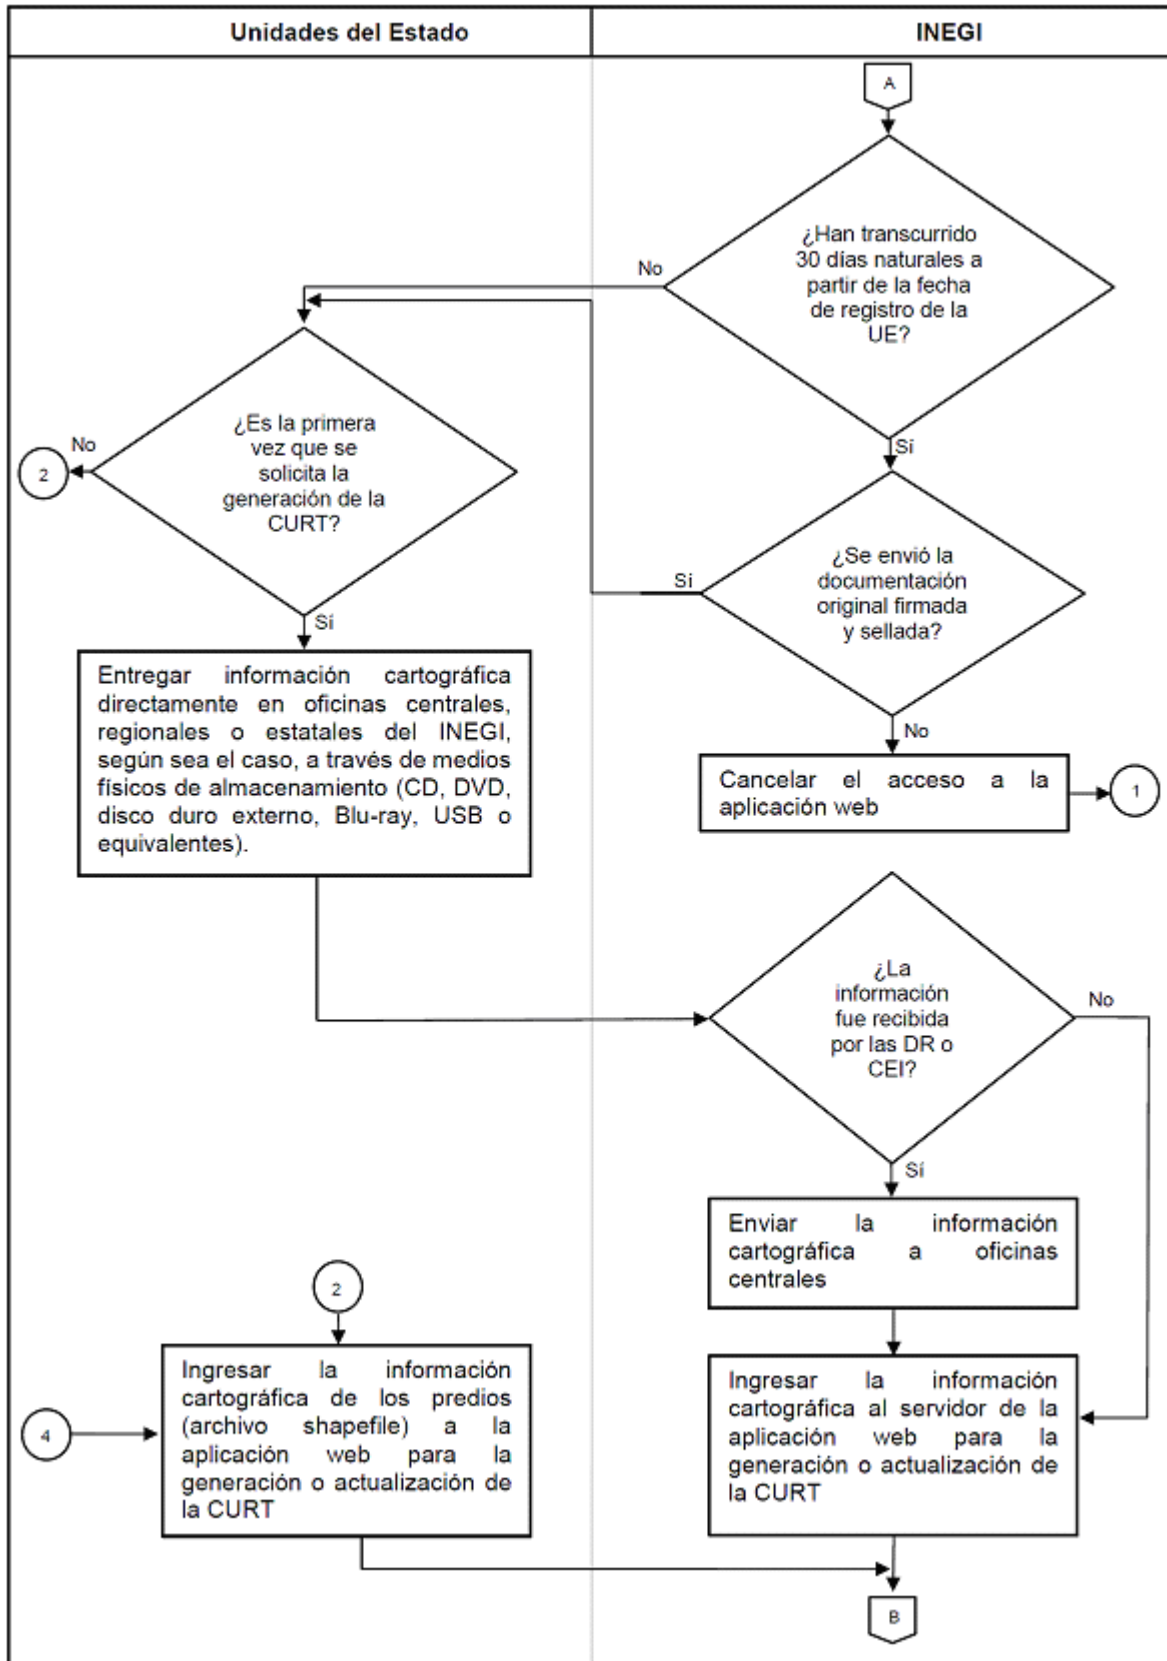 Unidades del Estado
INEGI
A
¿Han transcurrido
30 días naturales a
partir de la fecha
de registro de la
UE?
No
Sí
¿Es la primera
vez que se
solicita la
generación de la
CURT?
No
2
Sí
¿Se envió la
documentación
original firmada
y sellada?
Si
No
Entregar información cartográfica
directamente en oficinas centrales,
regionales o estatales del INEGI,
según sea el caso, a través de medios
físicos de almacenamiento (CD, DVD,
disco duro externo, Blu-ray, USB o
equivalentes).
Cancelar el acceso a la
aplicación web
1
¿La
información
fue recibida
por las DR o
CEI?
No
Sí
Enviar la información
cartográfica a oficinas
centrales
2
Ingresar la información
cartográfica de los predios
(archivo shapefile) a la
aplicación web para la
generación o actualización de
la CURT
4
Ingresar la información
cartográfica al servidor de la
aplicación web para la
generación o actualización de
la CURT
B